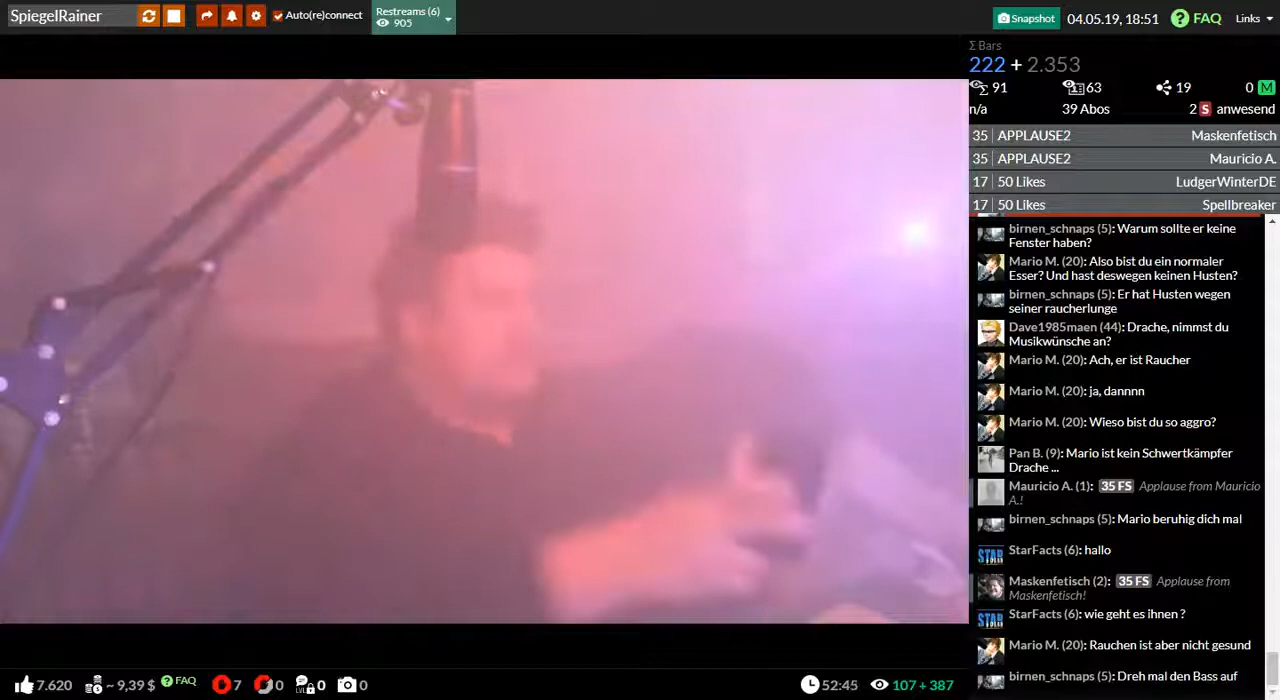 SpiegelRainer
Auto(re)connect
Restreams (6)
905
Snapshot
04.05.19, 18:51
FAQ
Links
Σ Bars
222 + 2.353
91
63
19
0 M
n/a
39 Abos
2 S anwesend
35 | APPLAUSE2 Maskenfetisch
35 | APPLAUSE2 Mauricio A.
17 | 50 Likes LudgerWinterDE
17 | 50 Likes Spellbreaker
birnen_schnaps (5): Warum sollte er keine
Fenster haben?
Mario M. (20): Also bist du ein normaler
Esser? Und hast deswegen keinen Husten?
birnen_schnaps (5): Er hat Husten wegen
seiner raucherlunge
Dave1985maen (44): Drache, nimmst du
Musikwünsche an?
Mario M. (20): Ach, er ist Raucher
Mario M. (20): ja, dannnn
Mario M. (20): Wieso bist du so aggro?
Pan B. (9): Mario ist kein Schwertkämpfer
Drache ...
Mauricio A. (1): 35 FS Applause from Mauricio
A.!
birnen_schnaps (5): Mario beruhig dich mal
StarFacts (6): hallo
Maskenfetisch (2): 35 FS Applause from
Maskenfetisch!
StarFacts (6): wie geht es ihnen ?
Mario M. (20): Rauchen ist aber nicht gesund
birnen_schnaps (5): Dreh mal den Bass auf
7.620
~ 9,39 $
FAQ
7
0
0
0
52:45
107 + 387